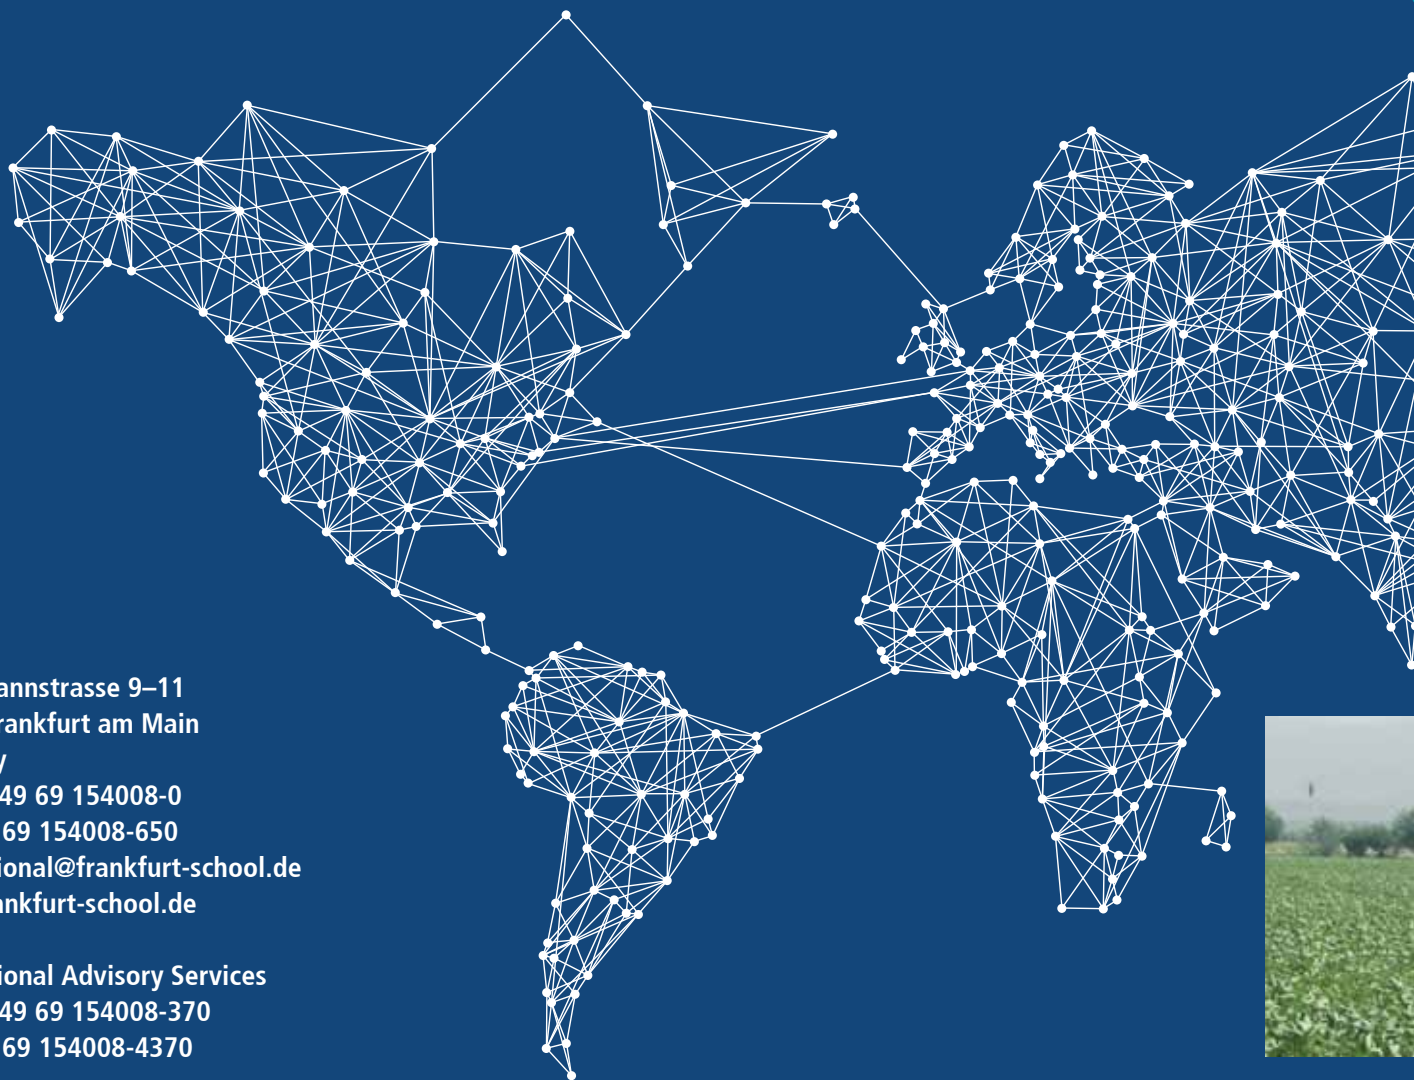 annstrasse 9–11
rankfurt am Main
y
49 69 154008-0
69 154008-650
ional@frankfurt-school.de
ankfurt-school.de
ional Advisory Services
49 69 154008-370
69 154008-4370